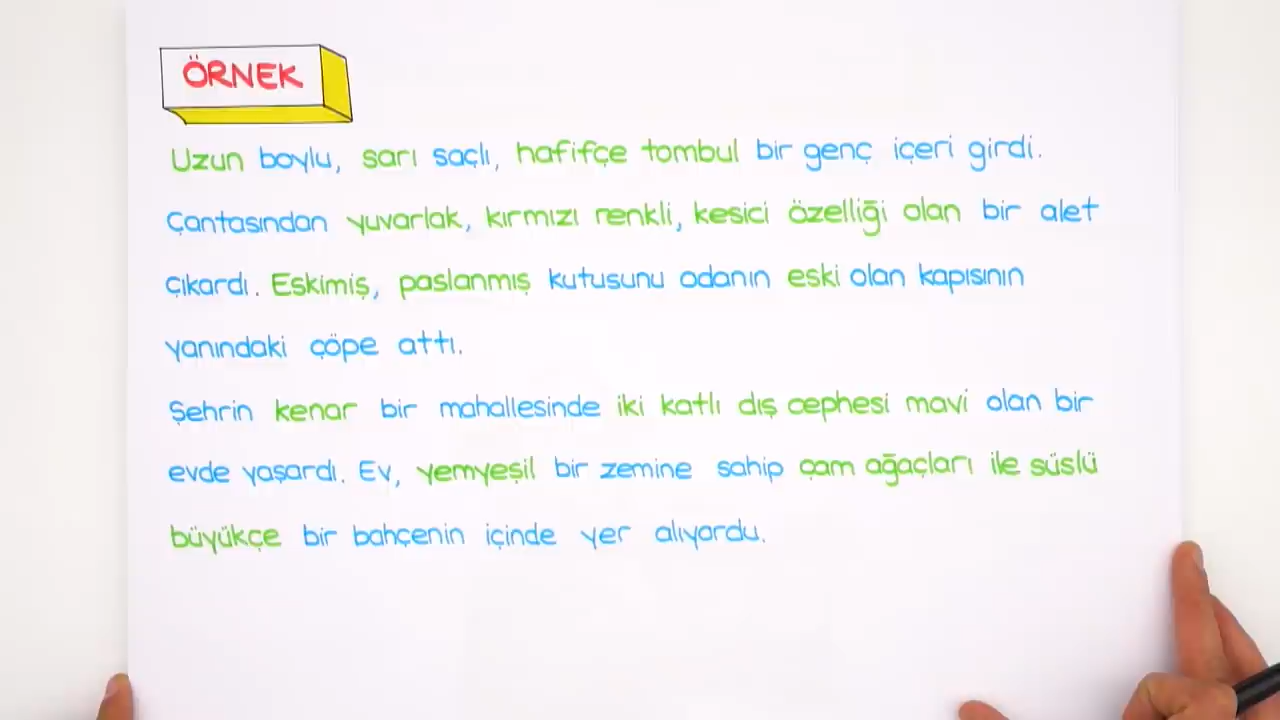 ÖRNEK
Uzun boylu, sarı saçlı, hafifçe tombul bir genç içeri girdi.
Çantasından yuvarlak, kırmızı renkli, kesici özelliği olan bir alet
çıkardı. Eskimiş, paslanmış kutusunu odanın eski olan kapısının
yanındaki çöpe attı.
Şehrin kenar bir mahallesinde iki katlı dış cephesi mavi olan bir
evde yaşardı. Ev, yemyeşil bir zemine sahip çam ağaçları ile süslü
büyükçe bir bahçenin içinde yer alıyordu.